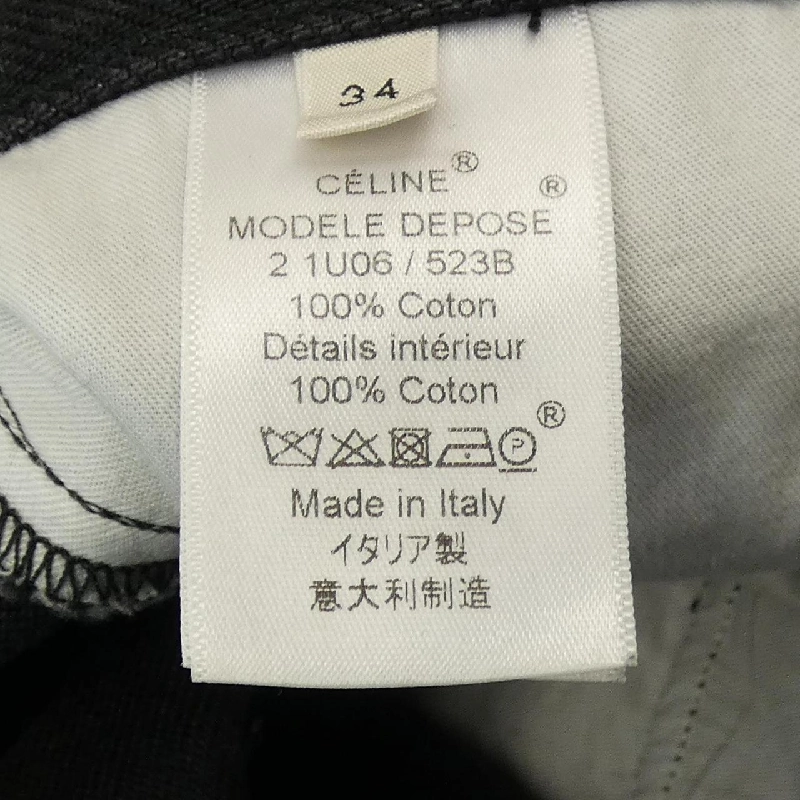 34
CÉLINE®
MODELE DEPOSE®
2 1U06 / 523B
100% Coton
Détails intérieur
100% Coton
P ®
Made in Italy
イタリア製
意大利制造